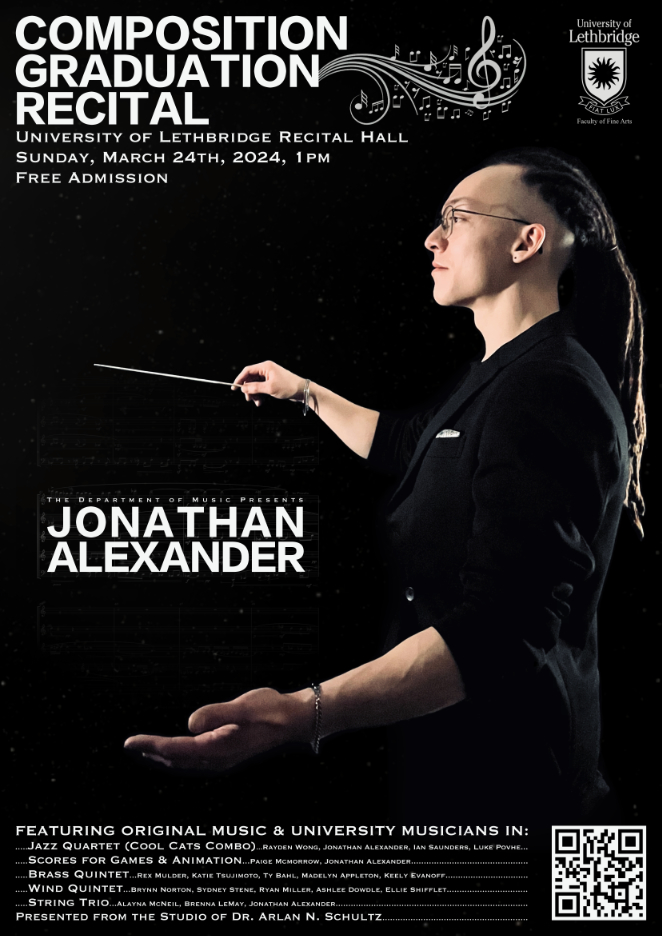 COMPOSITION
GRADUATION
RECITAL
University of Lethbridge Recital Hall
Sunday, March 24th, 2024, 1pm
Free Admission
University of
Lethbridge
FIAT LUX
Faculty of Fine Arts
The Department of Music Presents
JONATHAN
ALEXANDER
FEATURING ORIGINAL MUSIC & UNIVERSITY MUSICIANS IN:
.....Jazz Quartet (Cool Cats Combo)...Rayden Wong, Jonathan Alexander, Ian Saunders, Luke Povhe...
.....Scores for Games & Animation...Paige McMorrow, Jonathan Alexander...
.....Brass Quintet...Rex Mulder, Katie Tsujimoto, Ty Bahl, Madelyn Appleton, Keely Evanoff...
.....Wind Quintet...Brynn Norton, Sydney Stene, Ryan Miller, Ashlee Dowdle, Ellie Shifflet...
.....String Trio...Alayna McNeil, Brenna LeMay, Jonathan Alexander...
Presented from the Studio of Dr. Arlan N. Schultz...